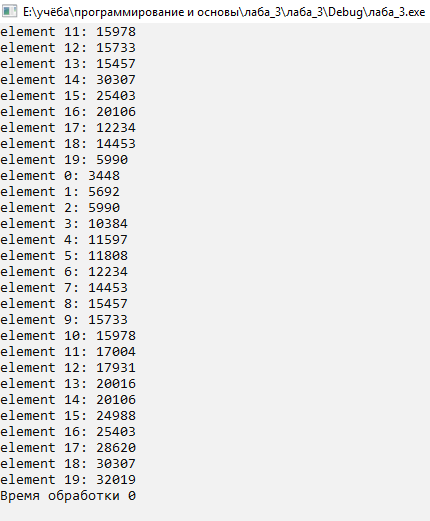 E:\учёба\программирование и основы\лаба_3\лаба_3\Debug\лаба_3.exe
element 11: 15978
element 12: 15733
element 13: 15457
element 14: 30307
element 15: 25403
element 16: 20106
element 17: 12234
element 18: 14453
element 19: 5990
element 0: 3448
element 1: 5692
element 2: 5990
element 3: 10384
element 4: 11597
element 5: 11808
element 6: 12234
element 7: 14453
element 8: 15457
element 9: 15733
element 10: 15978
element 11: 17004
element 12: 17931
element 13: 20016
element 14: 20106
element 15: 24988
element 16: 25403
element 17: 28620
element 18: 30307
element 19: 32019
Время обработки 0